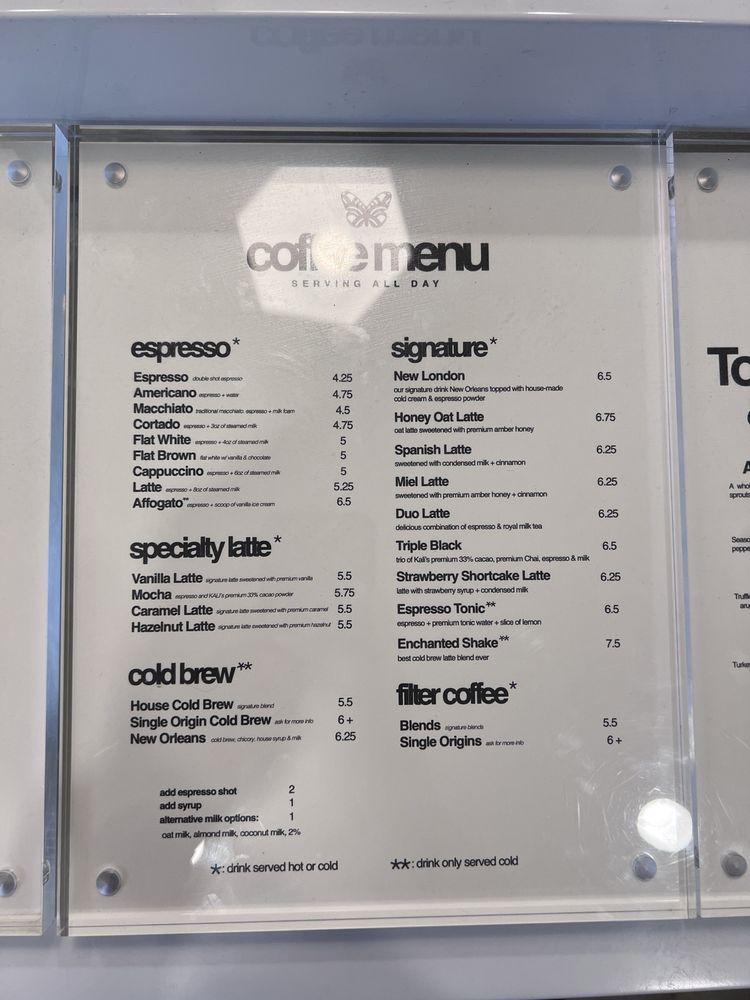 coffee menu
SERVING ALL DAY
espresso*
Espresso double shot espresso 4.25
Americano espresso + water 4.75
Macchiato traditional macchiato. espresso + milk foam 4.5
Cortado espresso + 3oz of steamed milk 4.75
Flat White espresso + 4oz of steamed milk 5
Flat Brown flat white w/ vanilla & chocolate 5
Cappuccino espresso + 6oz of steamed milk 5
Latte espresso + 8oz of steamed milk 5.25
Affogato** espresso + scoop of vanilla ice cream 6.5
specialty latte*
Vanilla Latte signature latte sweetened with premium vanilla 5.5
Mocha espresso and KALI's premium 33% cacao powder 5.75
Caramel Latte signature latte sweetened with premium caramel 5.5
Hazelnut Latte signature latte sweetened with premium hazelnut 5.5
cold brew**
House Cold Brew signature blend 5.5
Single Origin Cold Brew ask for more info 6 +
New Orleans cold brew, chicory, house syrup & milk 6.25
add espresso shot 2
add syrup 1
alternative milk options: 1
oat milk, almond milk, coconut milk, 2%
signature*
New London 6.5
our signature drink New Orleans topped with house-made
cold cream & espresso powder
Honey Oat Latte 6.75
oat latte sweetened with premium amber honey
Spanish Latte 6.25
sweetened with condensed milk + cinnamon
Miel Latte 6.25
sweetened with premium amber honey + cinnamon
Duo Latte 6.25
delicious combination of espresso & royal milk tea
Triple Black 6.5
trio of Kali's premium 33% cacao, premium Chai, espresso & milk
Strawberry Shortcake Latte 6.25
latte with strawberry syrup + condensed milk
Espresso Tonic** 6.5
espresso + premium tonic water + slice of lemon
Enchanted Shake** 7.5
best cold brew latte blend ever
filter coffee*
Blends signature blends 5.5
Single Origins ask for more info 6 +
*: drink served hot or cold
**: drink only served cold